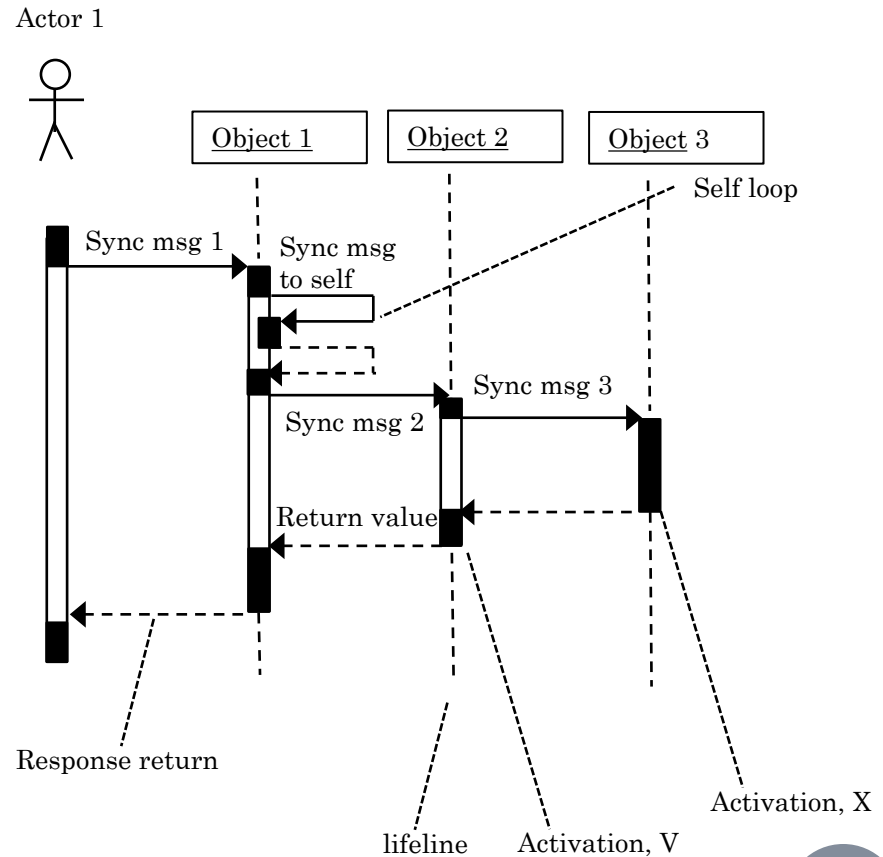 Actor 1
Object 1
Object 2
Object 3
Self loop
Sync msg 1
Sync msg
to self
Sync msg 3
Sync msg 2
Return value
Response return
Activation, X
lifeline
Activation, V